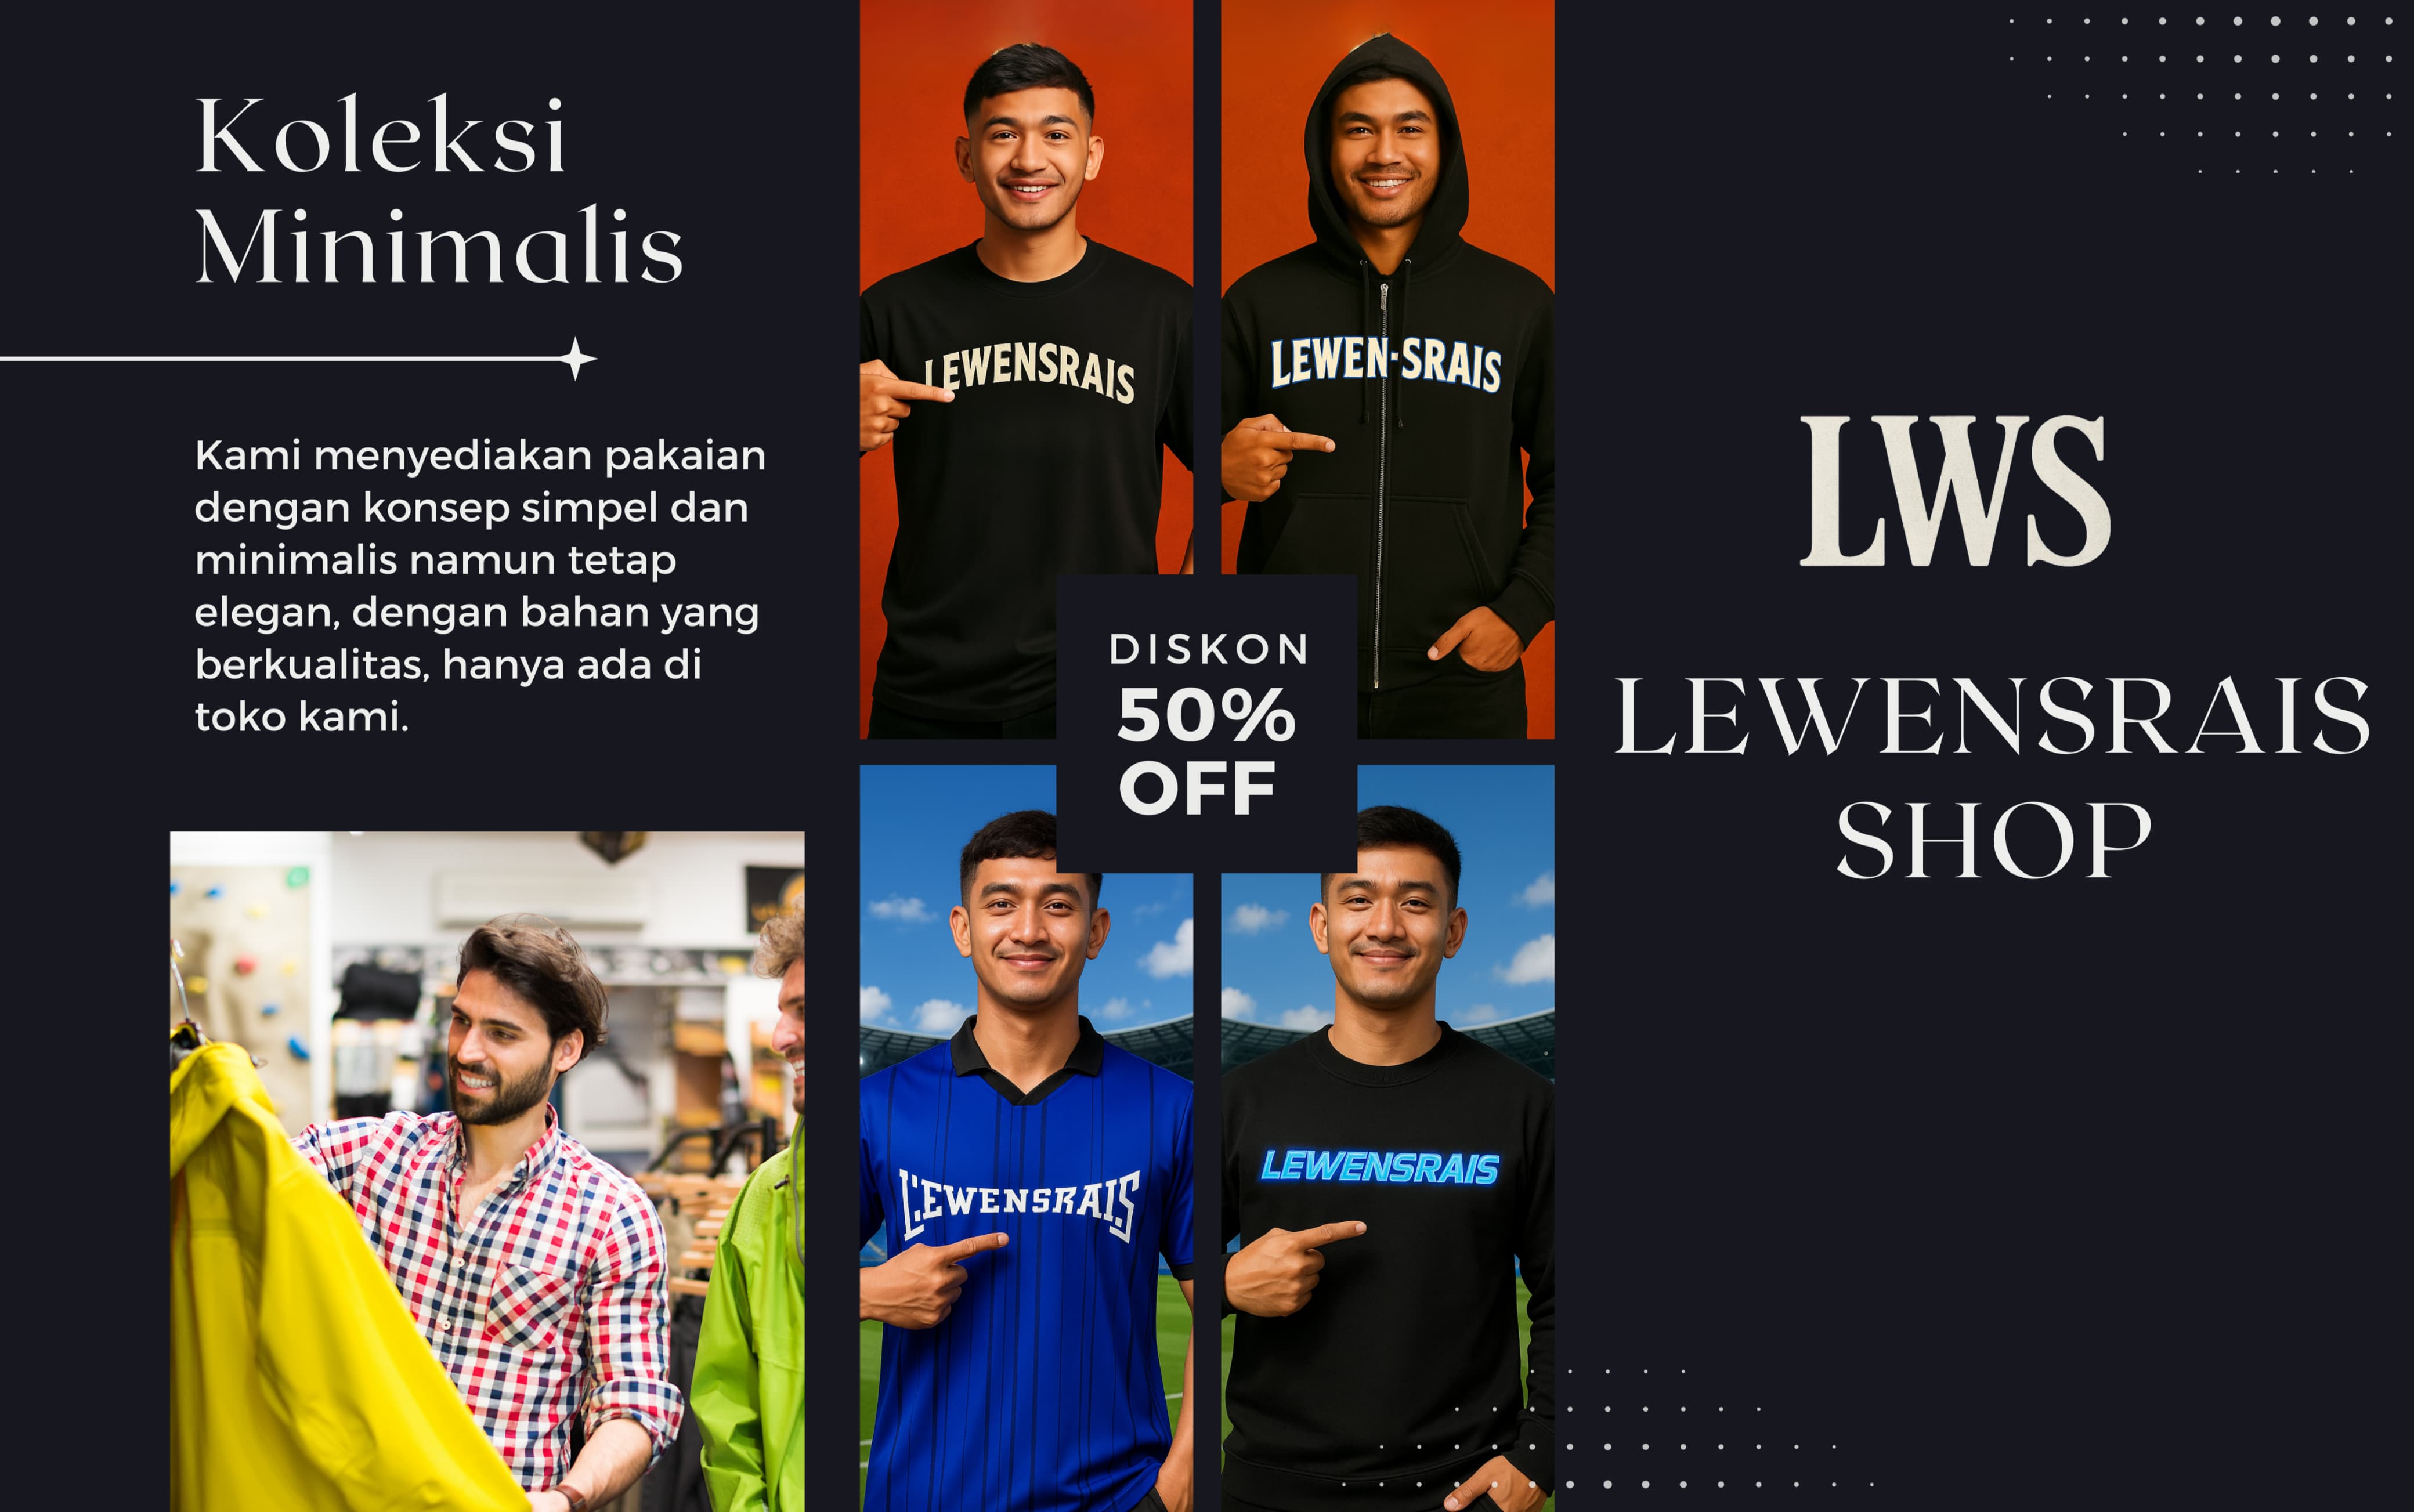 Koleksi
Minimalis
Kami menyediakan pakaian
dengan konsep simpel dan
minimalis namun tetap
elegan, dengan bahan yang
berkualitas, hanya ada di
toko kami.
LEWENSRAIS
LEWEN-SRAIS
DISKON
50%
OFF
LEWENSRAIS
LEWENSRAIS
LWS
LEWENSRAIS
SHOP